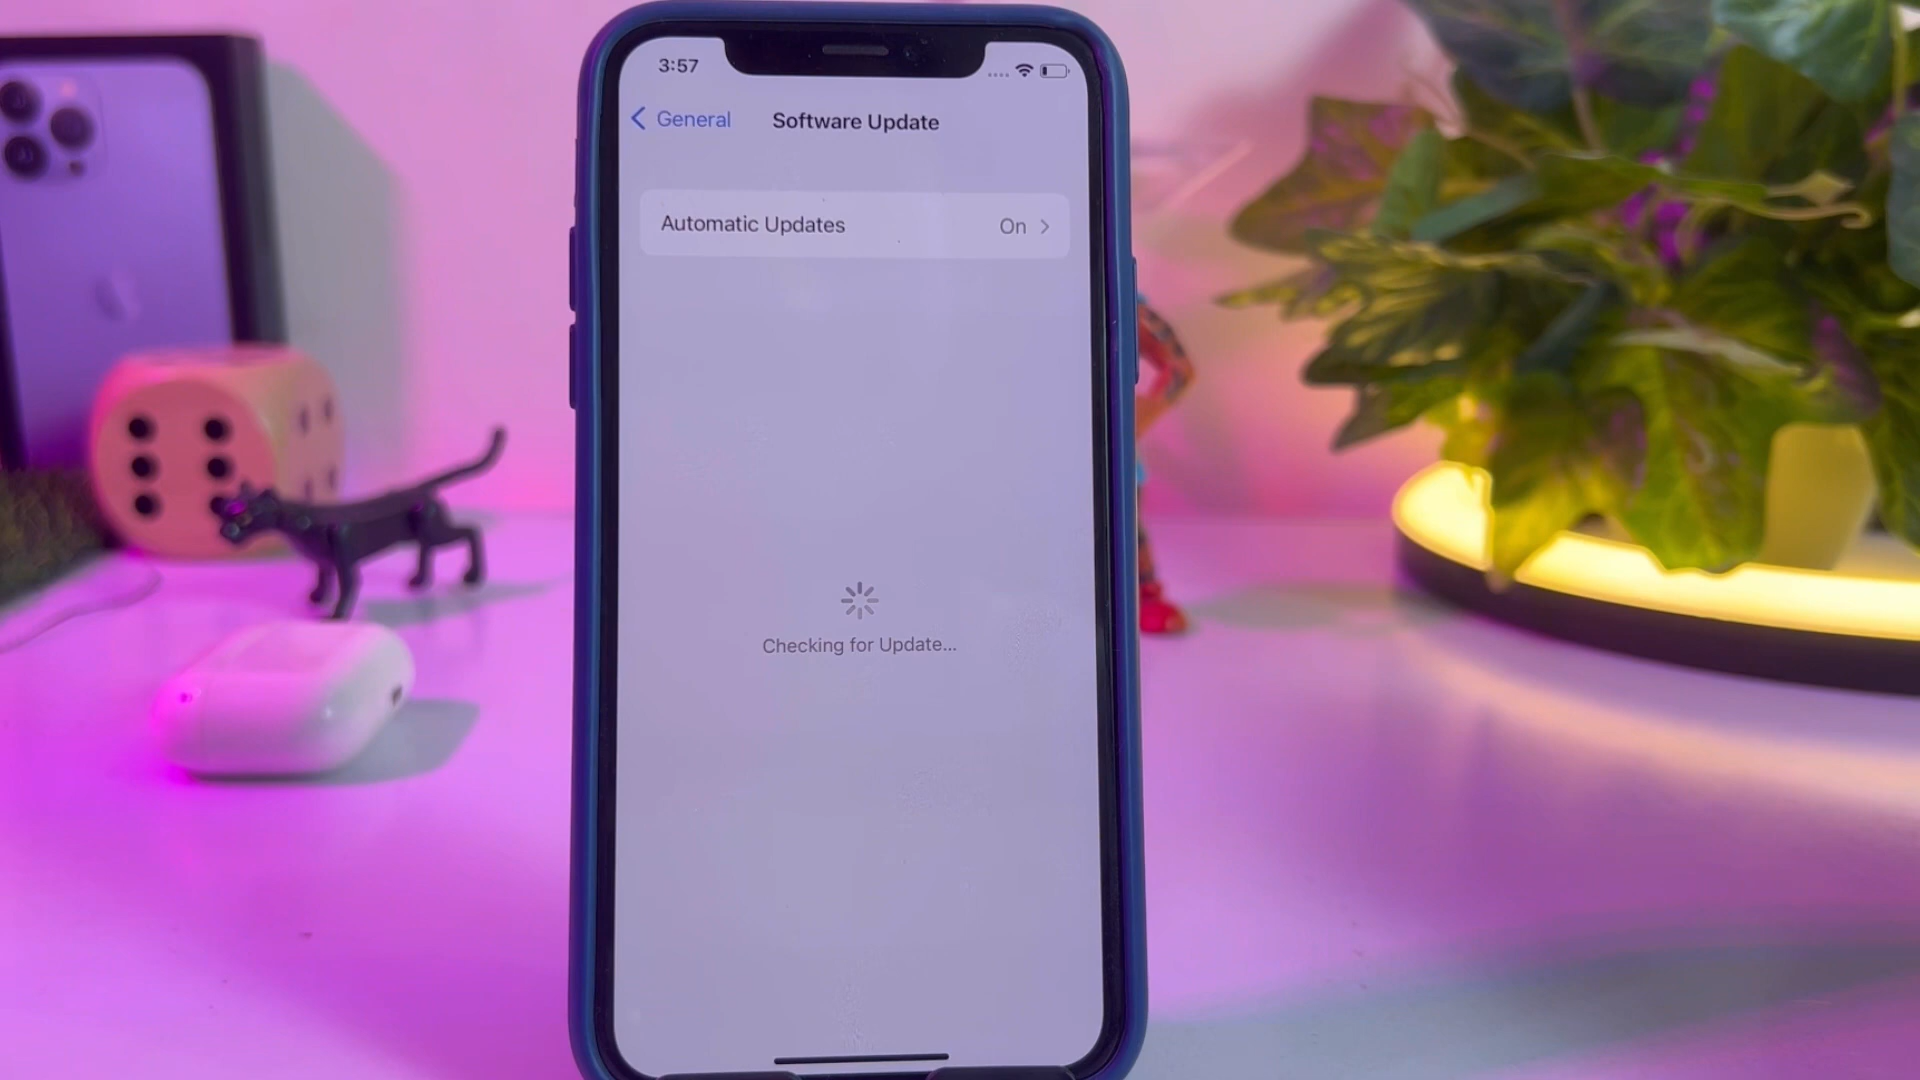 3:57
General
Software Update
Automatic Updates
On
Checking for Update...